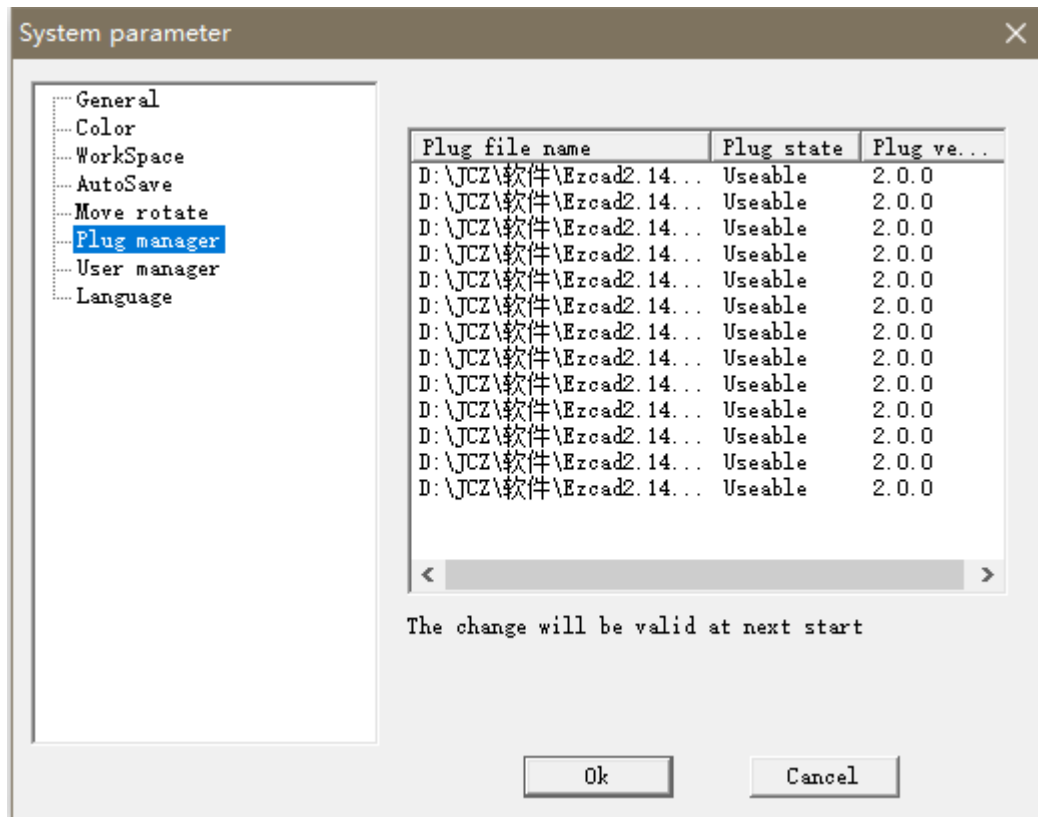 System parameter
General
Color
WorkSpace
AutoSave
Move rotate
Plug manager
User manager
Language
Plug file name Plug state Plug ve...
D:\JCZ\软件\Ezcad2.14... Useable 2.0.0
D:\JCZ\软件\Ezcad2.14... Useable 2.0.0
D:\JCZ\软件\Ezcad2.14... Useable 2.0.0
D:\JCZ\软件\Ezcad2.14... Useable 2.0.0
D:\JCZ\软件\Ezcad2.14... Useable 2.0.0
D:\JCZ\软件\Ezcad2.14... Useable 2.0.0
D:\JCZ\软件\Ezcad2.14... Useable 2.0.0
D:\JCZ\软件\Ezcad2.14... Useable 2.0.0
D:\JCZ\软件\Ezcad2.14... Useable 2.0.0
D:\JCZ\软件\Ezcad2.14... Useable 2.0.0
D:\JCZ\软件\Ezcad2.14... Useable 2.0.0
D:\JCZ\软件\Ezcad2.14... Useable 2.0.0
D:\JCZ\软件\Ezcad2.14... Useable 2.0.0
The change will be valid at next start
Ok Cancel